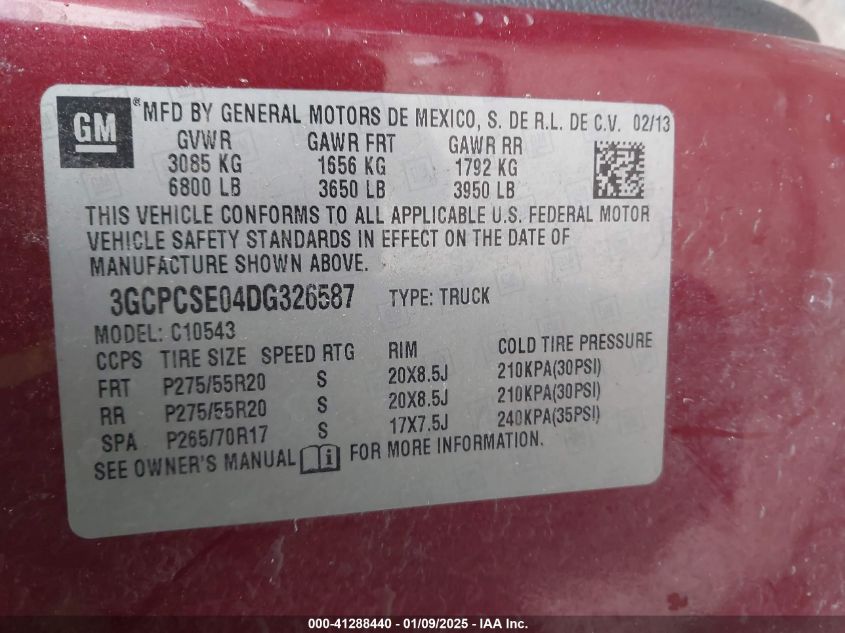 GM
® MFD BY GENERAL MOTORS DE MEXICO, S. DE R.L. DE C.V. 02/13
GVWR GAWR FRT GAWR RR
3085 KG 1656 KG 1792 KG
6800 LB 3650 LB 3950 LB
THIS VEHICLE CONFORMS TO ALL APPLICABLE U.S. FEDERAL MOTOR
VEHICLE SAFETY STANDARDS IN EFFECT ON THE DATE OF
MANUFACTURE SHOWN ABOVE.
3GCPCSE04DG326587 TYPE: TRUCK
MODEL: C10543
CCPS TIRE SIZE SPEED RTG RIM COLD TIRE PRESSURE
FRT P275/55R20 S 20X8.5J 210KPA(30PSI)
RR P275/55R20 S 20X8.5J 210KPA(30PSI)
SPA P265/70R17 S 17X7.5J 240KPA(35PSI)
SEE OWNER'S MANUAL i FOR MORE INFORMATION.
000-41288440 - 01/09/2025 - IAA Inc.